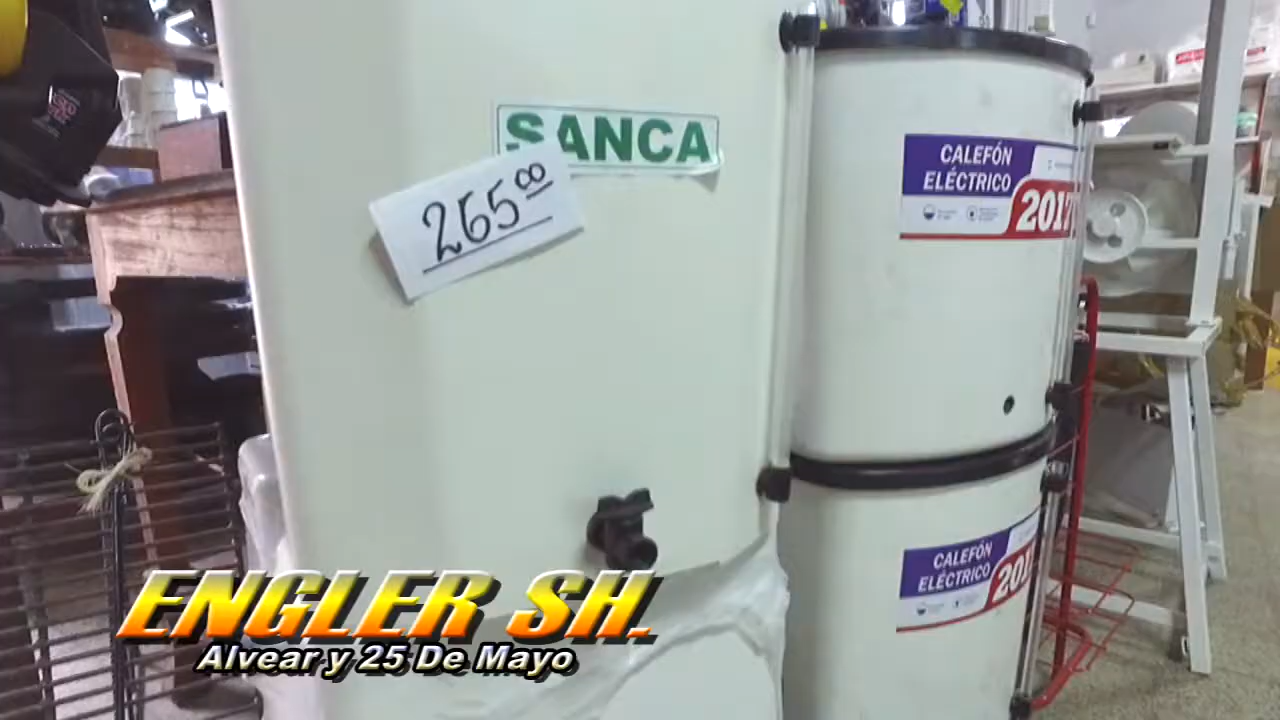 SANCA
265⁰⁰
CALEFÓN
ELÉCTRICO
2017
CALEFÓN
ELÉCTRICO
201
ENGLER SH.
Alvear y 25 De Mayo